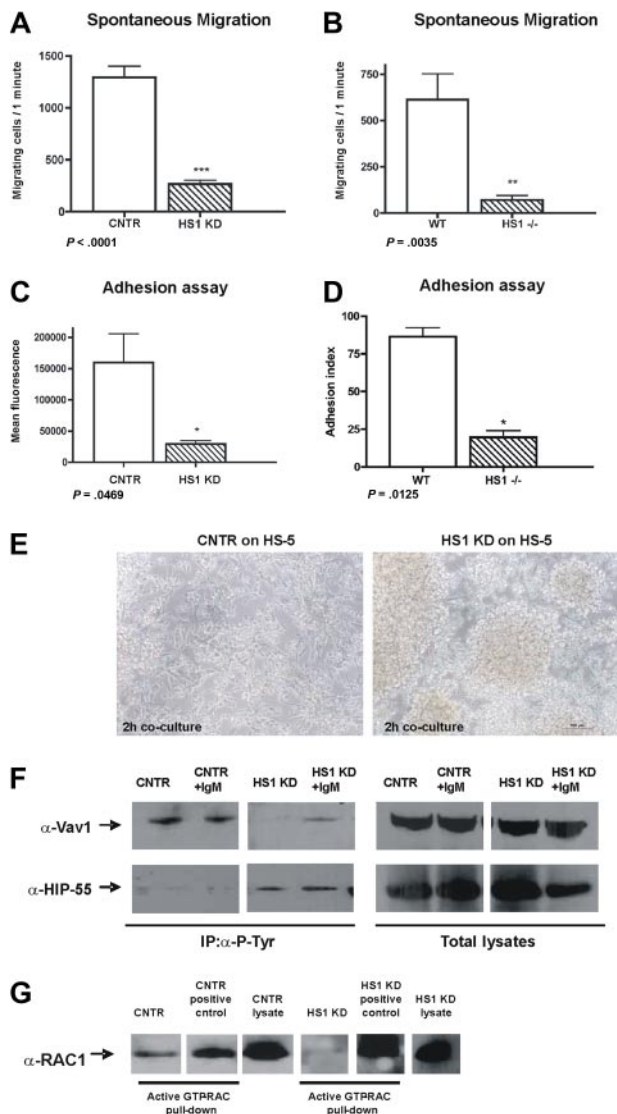 A
Spontaneous Migration
Migrating cells / 1 minute
1500
1000
500
0
***
CNTR
HS1 KD
P < .0001
B
Spontaneous Migration
Migrating cells / 1 minute
750
500
250
0
**
WT
HS1 -/-
P = .0035
C
Adhesion assay
Mean fluorescence
200000
150000
100000
50000
0
*
CNTR
HS1 KD
P = .0469
D
Adhesion assay
Adhesion index
100
75
50
25
0
*
WT
HS1 -/-
P = .0125
E
CNTR on HS-5
HS1 KD on HS-5
2h co-culture
2h co-culture
F
CNTR
CNTR
+IgM
HS1 KD
HS1 KD
+IgM
CNTR
CNTR
+IgM
HS1 KD
HS1 KD
+IgM
α-Vav1
α-HIP-55
IP:α-P-Tyr
Total lysates
G
CNTR
CNTR
positive
cntrol
CNTR
lysate
HS1 KD
HS1 KD
positive
control
HS1 KD
lysate
α-RAC1
Active GTPRAC
pull-down
Active GTPRAC
pull-down